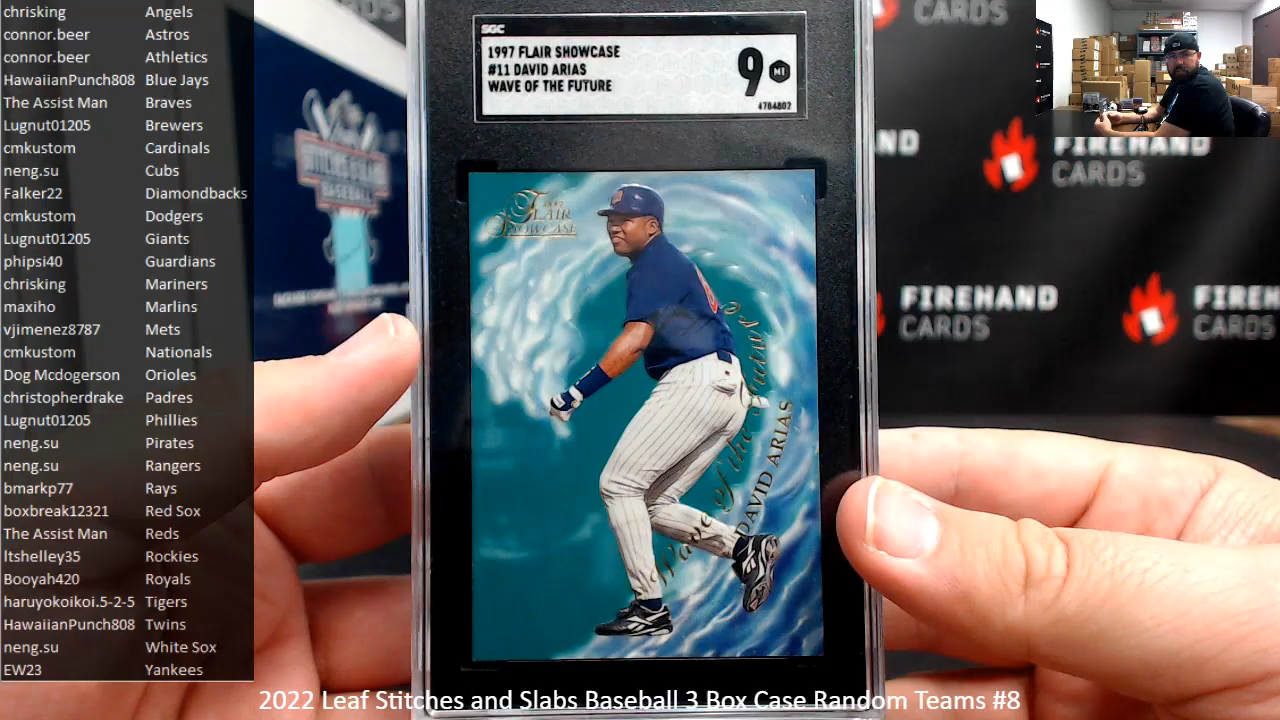 chrisking Angels
connor.beer Astros
connor.beer Athletics
HawaiianPunch808 Blue Jays
The Assist Man Braves
Lugnut01205 Brewers
cmkustom Cardinals
neng.su Cubs
Falker22 Diamondbacks
cmkustom Dodgers
Lugnut01205 Giants
phipsi40 Guardians
chrisking Mariners
maxiho Marlins
vjimenez8787 Mets
cmkustom Nationals
Dog Mcdogerson Orioles
christopherdrake Padres
Lugnut01205 Phillies
neng.su Pirates
neng.su Rangers
bmarkp77 Rays
boxbreak12321 Red Sox
The Assist Man Reds
ltshelley35 Rockies
Booyah420 Royals
haruyokoikoi.5-2-5 Tigers
HawaiianPunch808 Twins
neng.su White Sox
EW23 Yankees
SGC
1997 FLAIR SHOWCASE
#11 DAVID ARIAS
WAVE OF THE FUTURE
9
MT
4784802
1997
FLAIR
SHOWCASE
Wave of the Future
DAVID ARIAS
CARDS
ND
FIREHAND
CARDS
FIREHAND
CARDS
FIREH
CARDS
2022 Leaf Stitches and Slabs Baseball 3 Box Case Random Teams #8